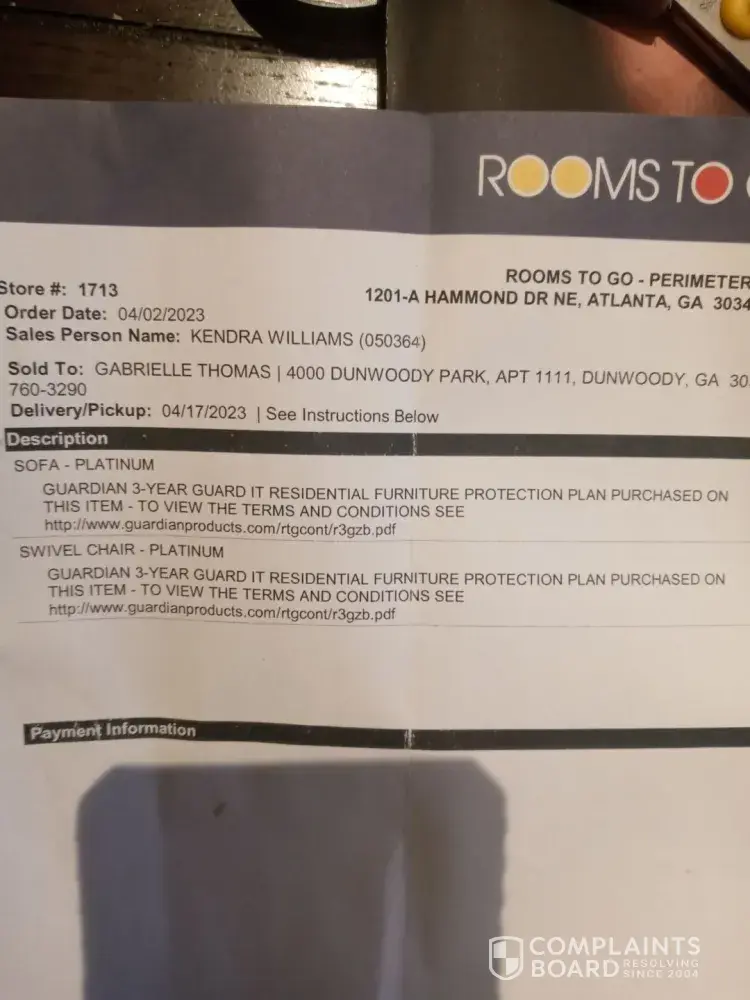 ROOMS TO
Store #: 1713
ROOMS TO GO - PERIMETER
1201-A HAMMOND DR NE, ATLANTA, GA 3034
Order Date: 04/02/2023
Sales Person Name: KENDRA WILLIAMS (050364)
Sold To: GABRIELLE THOMAS | 4000 DUNWOODY PARK, APT 1111, DUNWOODY, GA 30
760-3290
Delivery/Pickup: 04/17/2023 | See Instructions Below
Description
SOFA - PLATINUM
GUARDIAN 3-YEAR GUARD IT RESIDENTIAL FURNITURE PROTECTION PLAN PURCHASED ON
THIS ITEM - TO VIEW THE TERMS AND CONDITIONS SEE
http://www.guardianproducts.com/rtgcont/r3gzb.pdf
SWIVEL CHAIR - PLATINUM
GUARDIAN 3-YEAR GUARD IT RESIDENTIAL FURNITURE PROTECTION PLAN PURCHASED ON
THIS ITEM - TO VIEW THE TERMS AND CONDITIONS SEE
http://www.guardianproducts.com/rtgcont/r3gzb.pdf
Payment Information
COMPLAINTS
BOARD RESOLVING
SINCE 2004